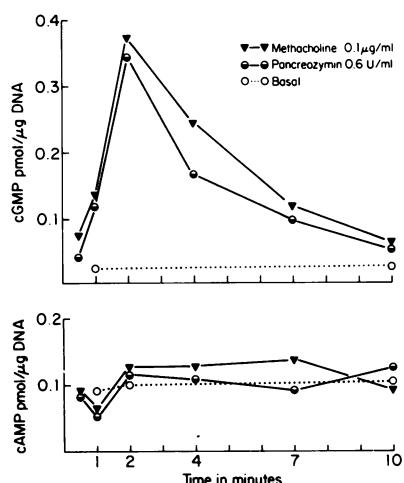 0.4
Methacholine 0.1μg/ml
Pancreozymin 0.6 U/ml
Basal
0.3
0.2
0.1
cGMP pmol/μg DNA
0.2
0.1
cAMP pmol/μg DNA
1 2 4 7 10
Time in minutes